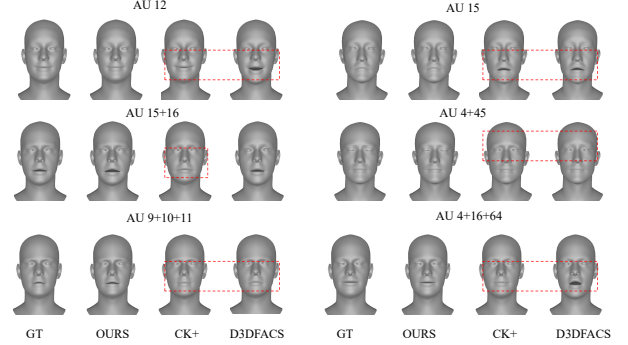 AU 12
AU 15
AU 15+16
AU 4+45
AU 9+10+11
AU 4+16+64
GT OURS CK+ D3DFACS GT OURS CK+ D3DFACS